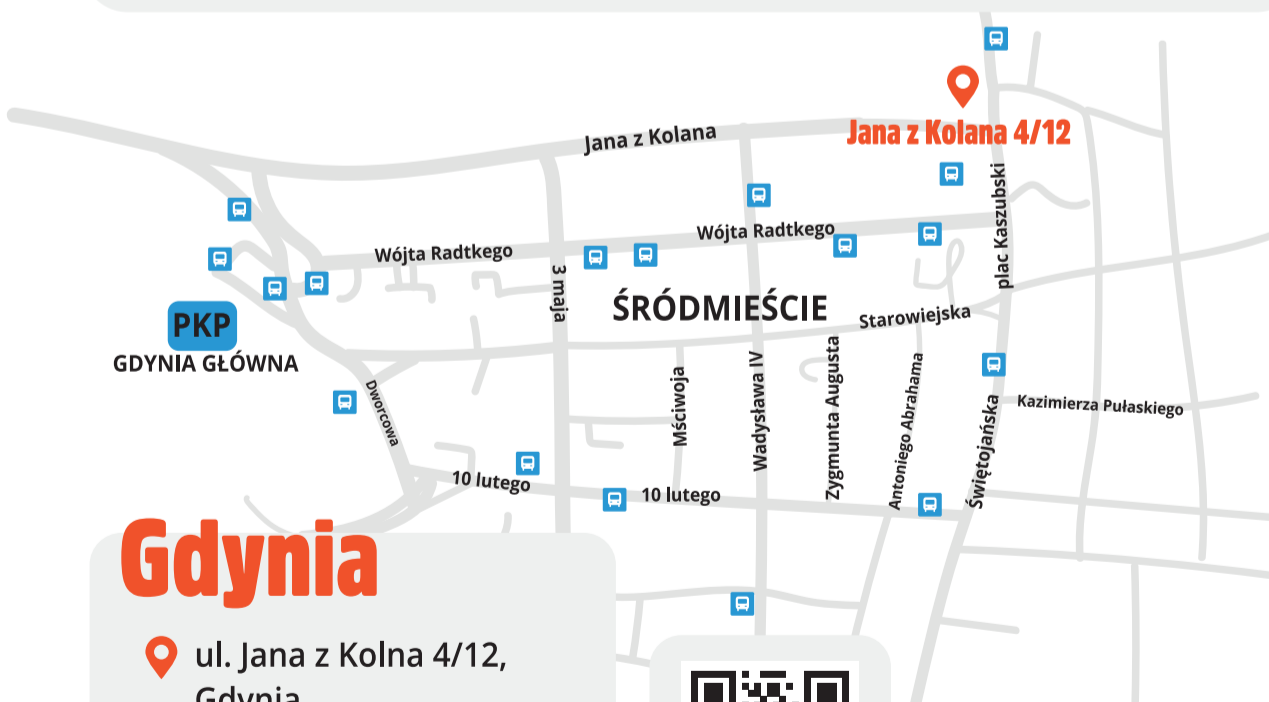 Jana z Kolana
Jana z Kolana 4/12
plac Kaszubski
Wójta Radtkego
Wójta Radtkego
3 maja
ŚRÓDMIEŚCIE
Starowiejska
PKP
GDYNIA GŁÓWNA
Dworcowa
Mściwoja
Wadysława IV
Zygmunta Augusta
Antoniego Abrahama
Świętojańska
Kazimierza Pułaskiego
10 lutego
10 lutego
Gdynia
ul. Jana z Kolna 4/12,
Gdynia